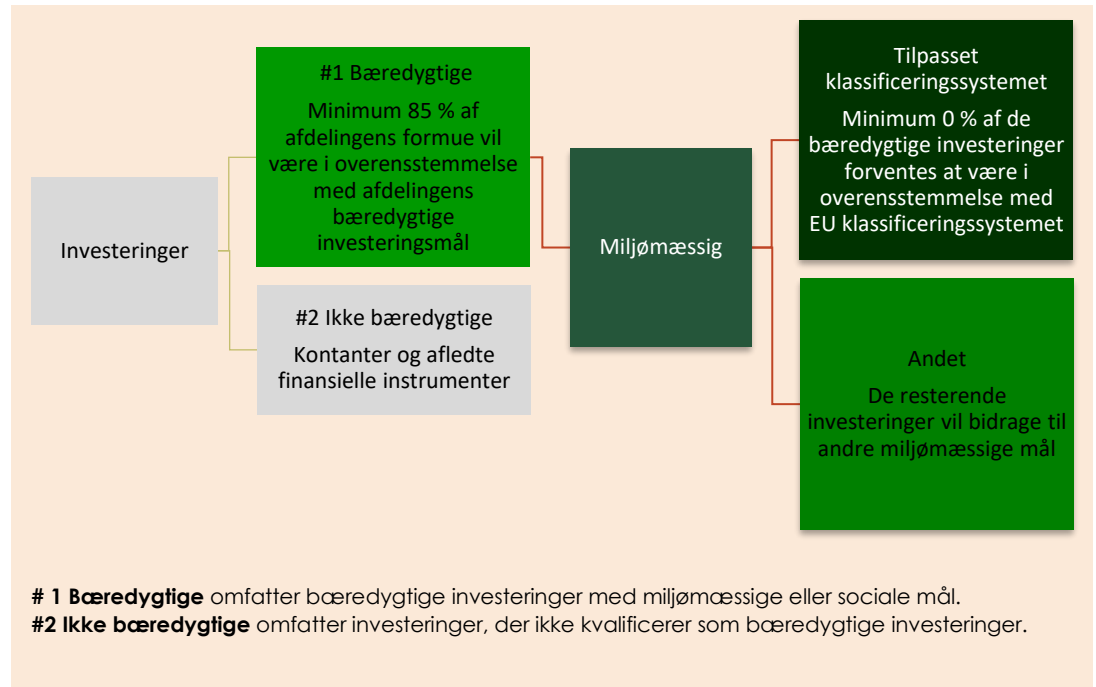 Investeringer
#1 Bæredygtige
Minimum 85 % af
afdelingens formue vil
være i overensstemmelse
med afdelingens
bæredygtige
investeringsmål
#2 Ikke bæredygtige
Kontanter og afledte
finansielle instrumenter
Miljømæssig
Tilpasset
klassificeringssystemet
Minimum 0 % af de
bæredygtige investeringer
forventes at være i
overensstemmelse med
EU klassificeringssystemet
Andet
De resterende
investeringer vil bidrage til
andre miljømæssige mål
# 1 Bæredygtige omfatter bæredygtige investeringer med miljømæssige eller sociale mål.
#2 Ikke bæredygtige omfatter investeringer, der ikke kvalificerer som bæredygtige investeringer.